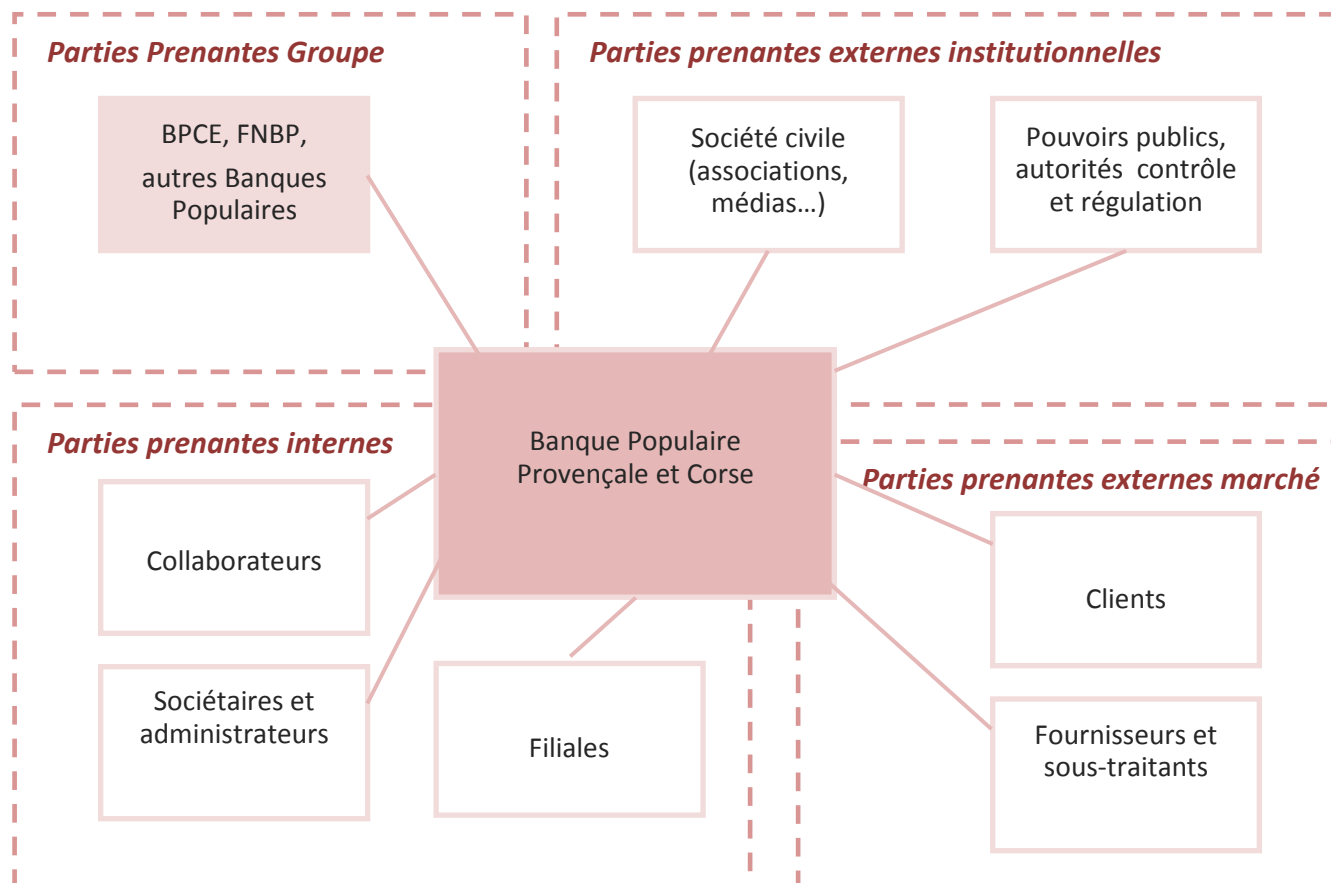 Parties Prenantes Groupe
BPCE, FNBP,
autres Banques
Populaires
Parties prenantes externes institutionnelles
Société civile
(associations,
médias…)
Pouvoirs publics,
autorités contrôle
et régulation
Banque Populaire
Provençale et Corse
Parties prenantes internes
Collaborateurs
Sociétaires et
administrateurs
Filiales
Parties prenantes externes marché
Clients
Fournisseurs et
sous-traitants